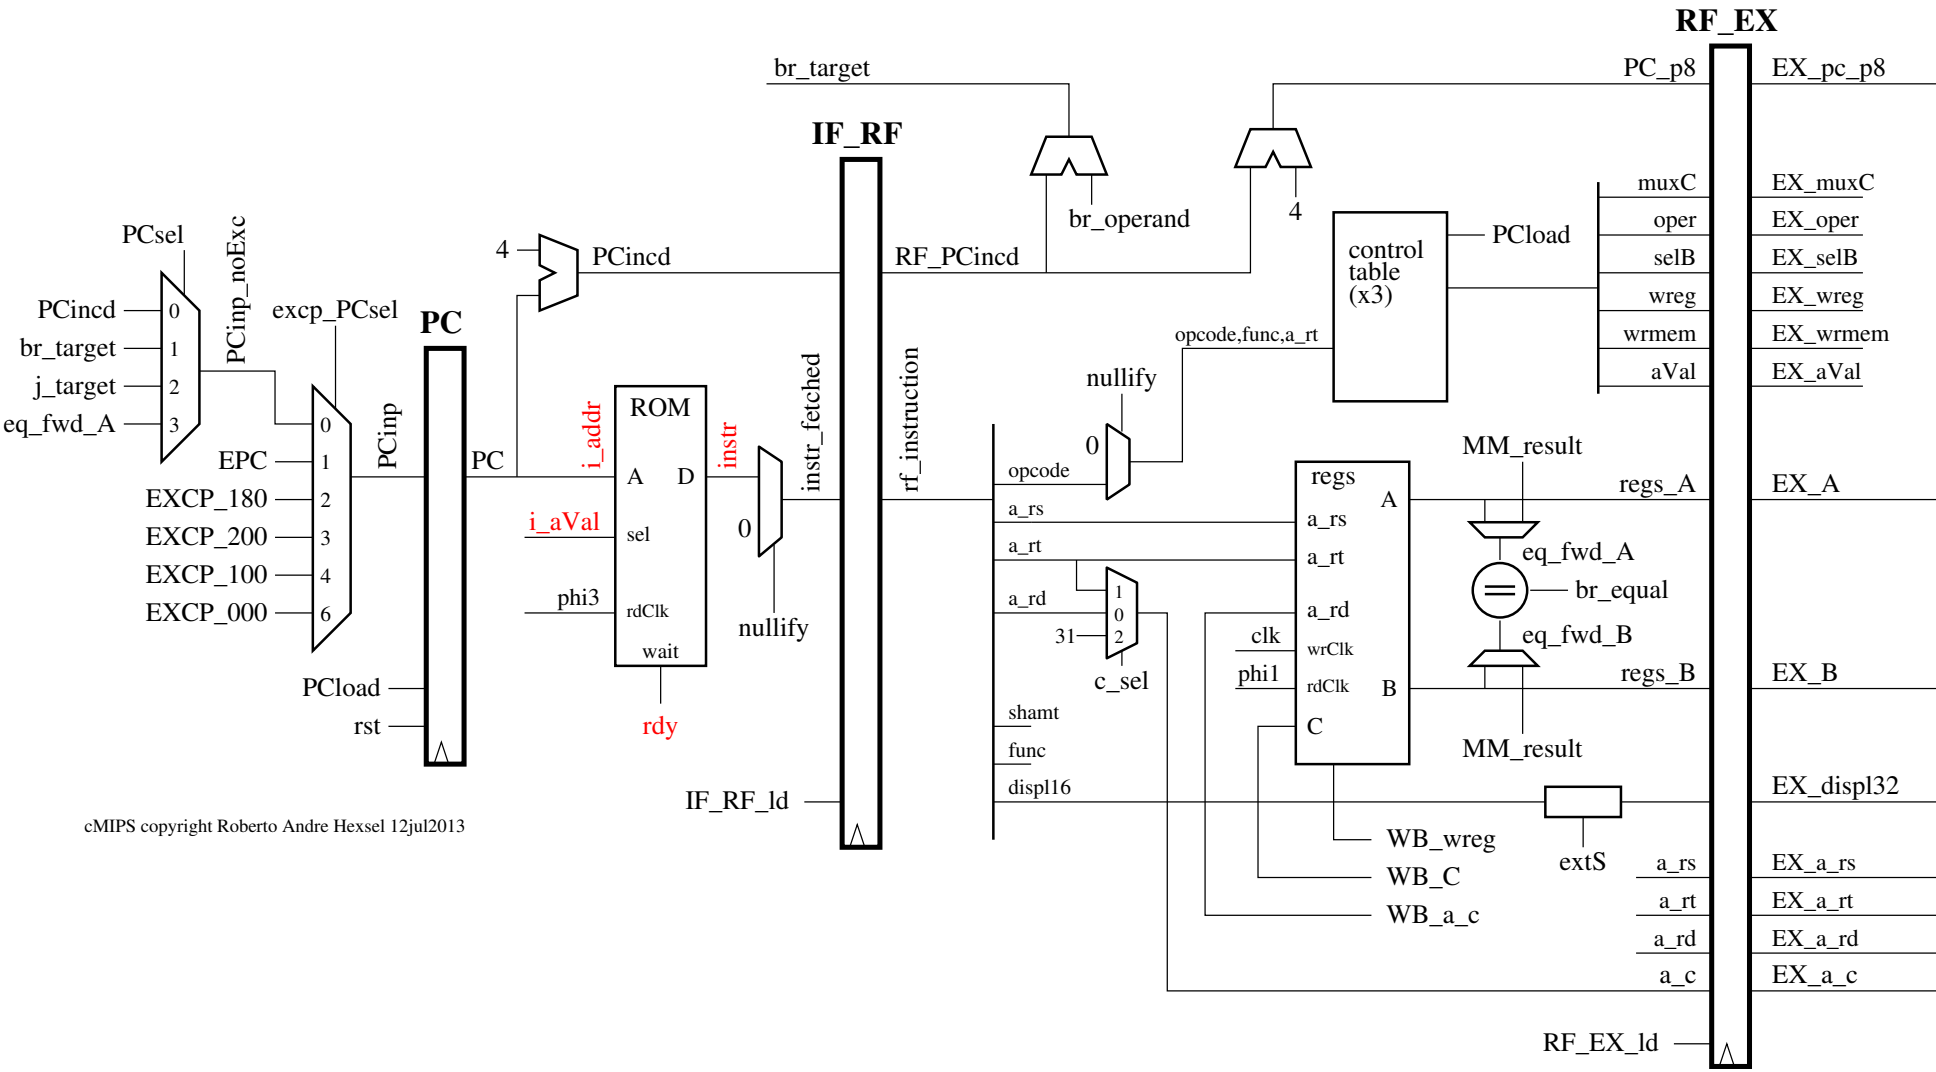 RF_EX
br_target
PC_p8
EX_pc_p8
IF_RF
muxC
EX_muxC
br_operand
4
oper
EX_oper
PCsel
PCinp_noExc
4
PCincd
RF_PCincd
control
table
(x3)
PCload
selB
EX_selB
wreg
EX_wreg
PCincd
0
excp_PCsel
PC
wrmem
EX_wrmem
opcode,func,a_rt
br_target
1
aVal
EX_aVal
j_target
2
nullify
eq_fwd_A
3
0
PCinp
i_addr
ROM
instr
instr_fetched
rf_instruction
0
MM_result
EPC
1
PC
A
D
opcode
regs
A
regs_A
EX_A
EXCP_180
2
a_rs
a_rs
i_aVal
sel
0
EXCP_200
3
a_rt
a_rt
eq_fwd_A
EXCP_100
4
phi3
rdClk
a_rd
1
0
2
31
a_rd
br_equal
EXCP_000
6
nullify
clk
wrClk
eq_fwd_B
wait
c_sel
phi1
rdClk
B
regs_B
EX_B
PCload
rst
rdy
shamt
C
func
MM_result
IF_RF_ld
displ16
EX_displ32
cMIPS copyright Roberto Andre Hexsel 12jul2013
WB_wreg
extS
a_rs
EX_a_rs
WB_C
a_rt
EX_a_rt
WB_a_c
a_rd
EX_a_rd
a_c
EX_a_c
RF_EX_ld